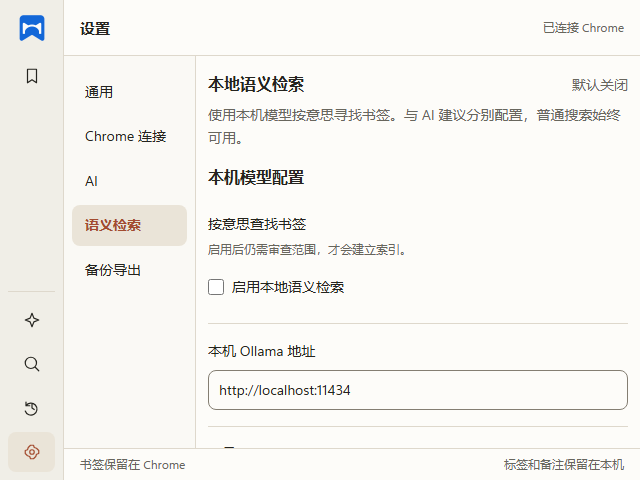 设置
已连接 Chrome
通用
Chrome 连接
AI
语义检索
备份导出
本地语义检索
默认关闭
使用本机模型按意思寻找书签。与 AI 建议分别配置，普通搜索始终
可用。
本机模型配置
按意思查找书签
启用后仍需审查范围，才会建立索引。
启用本地语义检索
本机 Ollama 地址
http://localhost:11434
书签保留在 Chrome
标签和备注保留在本机